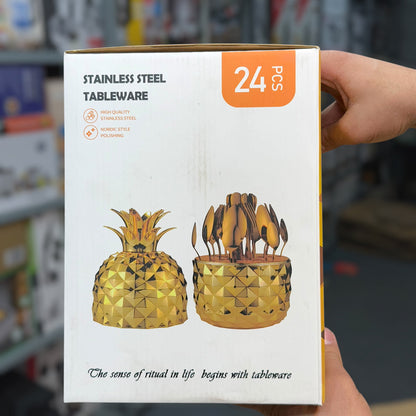 STAINLESS STEEL
TABLEWARE
24 PCS
HIGH QUALITY
STAINLESS STEEL
NORDIC STYLE
POLISHING
The sense of ritual in life begins with tableware